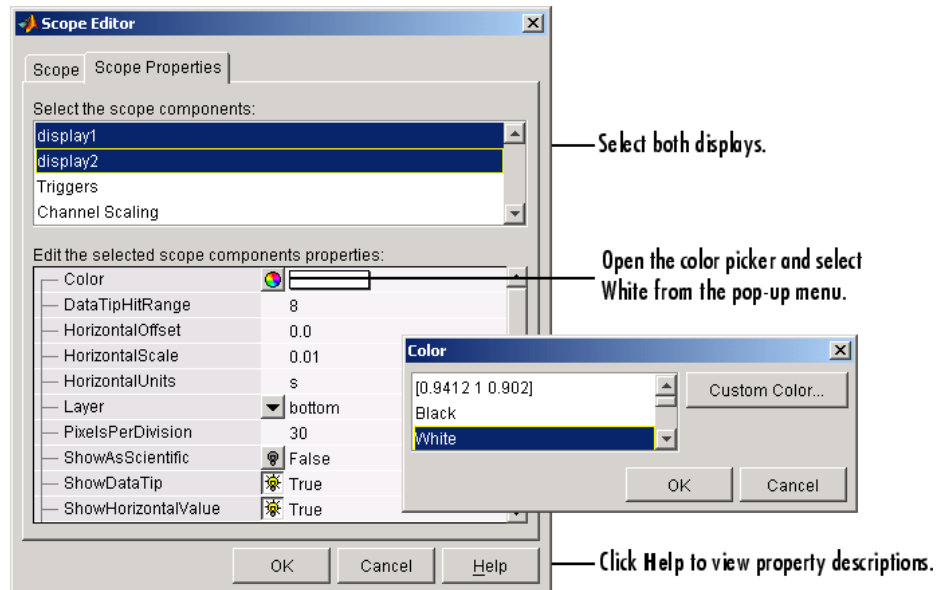 Scope Editor
Scope
Scope Properties
Select the scope components:
display1
display2
Triggers
Channel Scaling
Select both displays.
Edit the selected scope components properties:
Color
DataTipHitRange 8
HorizontalOffset 0.0
HorizontalScale 0.01
HorizontalUnits s
Layer bottom
PixelsPerDivision 30
ShowAsScientific False
ShowDataTip True
ShowHorizontalValue True
Open the color picker and select
White from the pop-up menu.
Color
[0.9412 1 0.902]
Black
White
Custom Color...
OK
Cancel
OK
Cancel
Help
Click Help to view property descriptions.